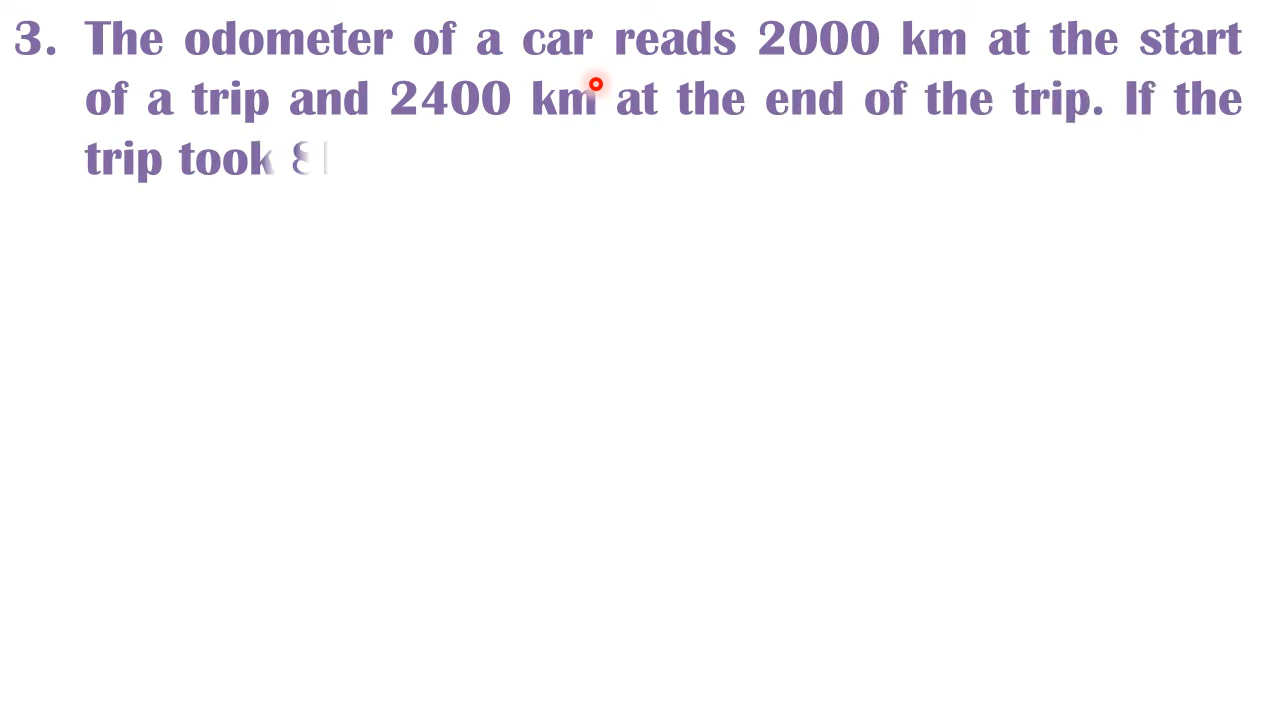 3. The odometer of a car reads 2000 km at the start
of a trip and 2400 km at the end of the trip. If the
trip took 8